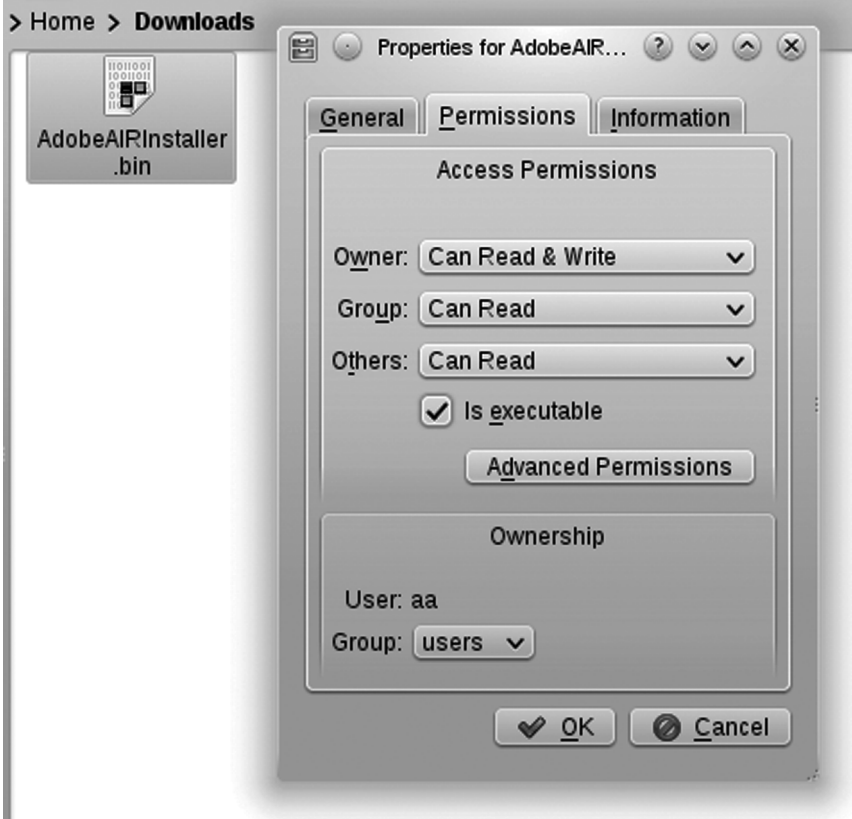 > Home > Downloads
AdobeAIRInstaller
.bin
Properties for AdobeAIR...
General
Permissions
Information
Access Permissions
Owner: Can Read & Write
Group: Can Read
Others: Can Read
Is executable
Advanced Permissions
Ownership
User: aa
Group: users
OK
Cancel